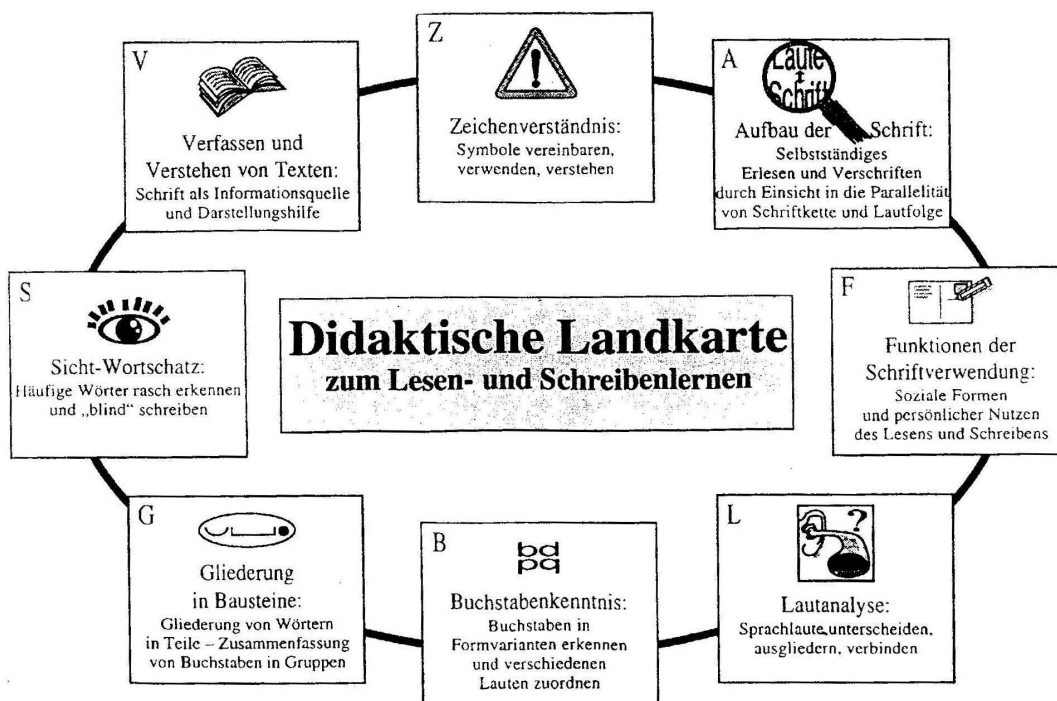 V
Verfassen und
Verstehen von Texten:
Schrift als Informationsquelle
und Darstellungshilfe
Z
Zeichenverständnis:
Symbole vereinbaren,
verwenden, verstehen
A
Laute
Schrift
Aufbau der Schrift:
Selbstständiges
Erlesen und Verschriften
durch Einsicht in die Parallelität
von Schriftkette und Lautfolge
S
Sicht-Wortschatz:
Häufige Wörter rasch erkennen
und „blind" schreiben
Didaktische Landkarte
zum Lesen- und Schreibenlernen
F
Funktionen der
Schriftverwendung:
Soziale Formen
und persönlicher Nutzen
des Lesens und Schreibens
G
Gliederung
in Bausteine:
Gliederung von Wörtern
in Teile – Zusammenfassung
von Buchstaben in Gruppen
B
bd
pq
Buchstabenkenntnis:
Buchstaben in
Formvarianten erkennen
und verschiedenen
Lauten zuordnen
L
?
Lautanalyse:
Sprachlaute unterscheiden,
ausgliedern, verbinden